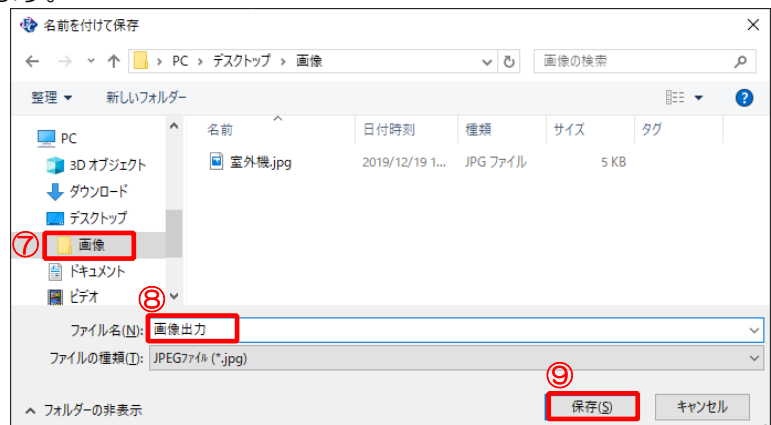 名前を付けて保存
PC › デスクトップ › 画像
画像の検索
整理 新しいフォルダー
名前 日付時刻 種類 サイズ タグ
PC
室外機.jpg 2019/12/19 1... JPG ファイル 5 KB
3D オブジェクト
ダウンロード
デスクトップ
⑦ 画像
ドキュメント
ビデオ
⑧
ファイル名(N): 画像出力
ファイルの種類(T): JPEGファイル (*.jpg)
⑨
フォルダーの非表示
保存(S) キャンセル